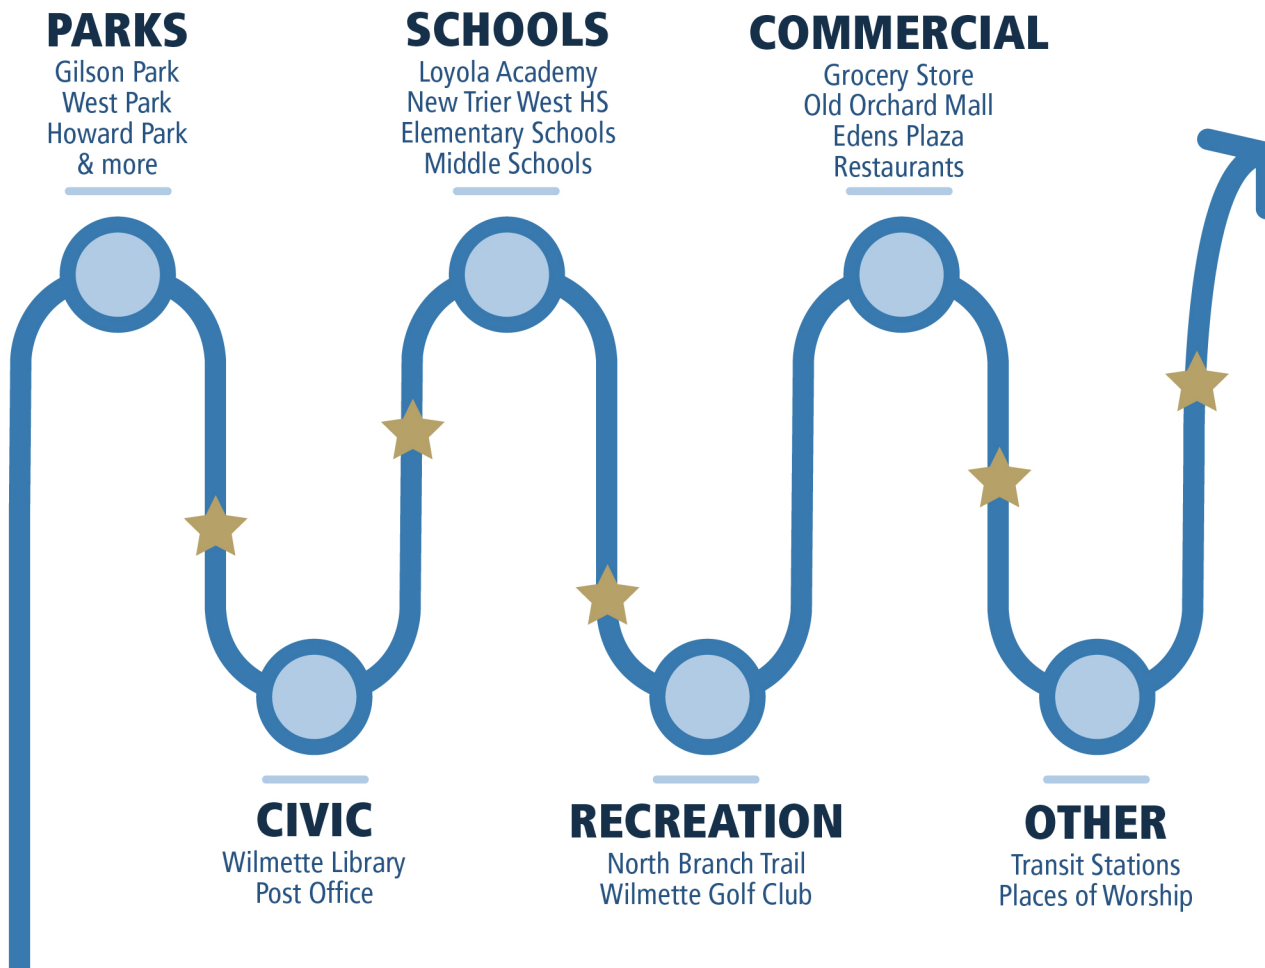 PARKS
Gilson Park
West Park
Howard Park
& more
SCHOOLS
Loyola Academy
New Trier West HS
Elementary Schools
Middle Schools
COMMERCIAL
Grocery Store
Old Orchard Mall
Edens Plaza
Restaurants
CIVIC
Wilmette Library
Post Office
RECREATION
North Branch Trail
Wilmette Golf Club
OTHER
Transit Stations
Places of Worship